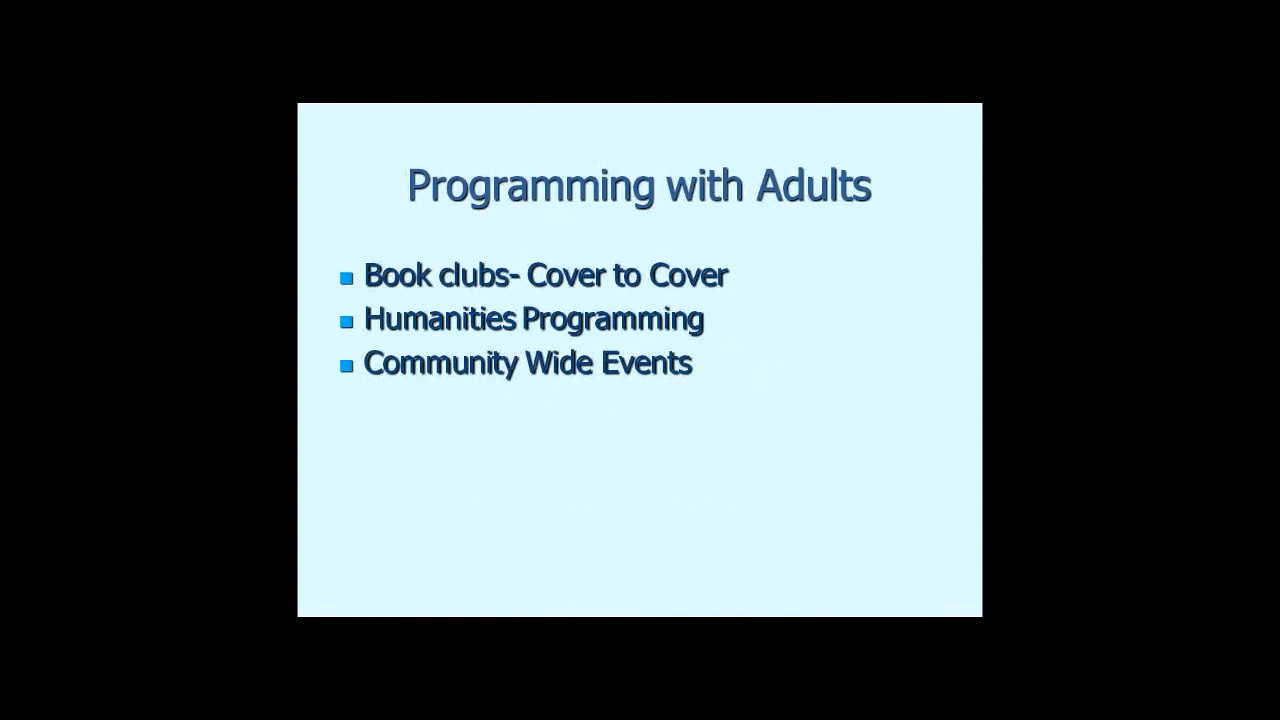 Programming with Adults
Book clubs- Cover to Cover
Humanities Programming
Community Wide Events